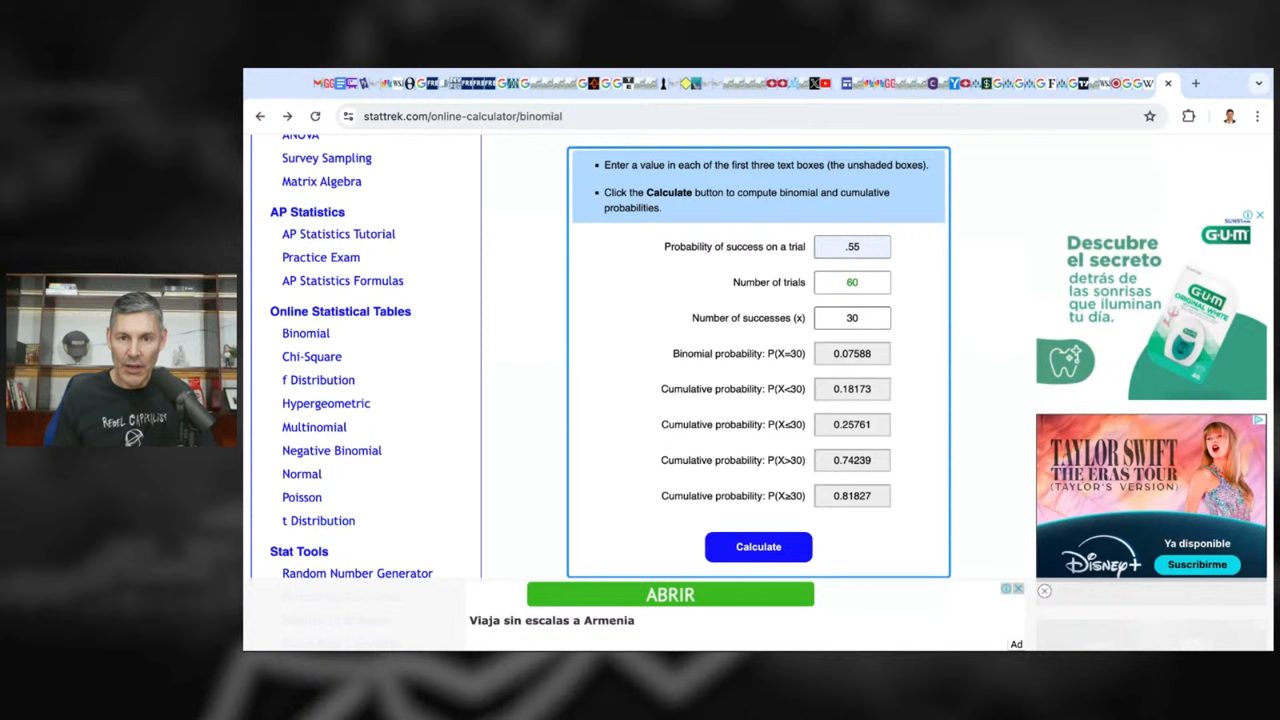 stattrek.com/online-calculator/binomial
ANOVA
Survey Sampling
Matrix Algebra
AP Statistics
AP Statistics Tutorial
Practice Exam
AP Statistics Formulas
Online Statistical Tables
Binomial
Chi-Square
f Distribution
Hypergeometric
Multinomial
Negative Binomial
Normal
Poisson
t Distribution
Stat Tools
Random Number Generator
Enter a value in each of the first three text boxes (the unshaded boxes).
Click the Calculate button to compute binomial and cumulative
probabilities.
Probability of success on a trial .55
Number of trials 60
Number of successes (x) 30
Binomial probability: P(X=30) 0.07588
Cumulative probability: P(X<30) 0.18173
Cumulative probability: P(X≤30) 0.25761
Cumulative probability: P(X>30) 0.74239
Cumulative probability: P(X≥30) 0.81827
Calculate
ABRIR
Viaja sin escalas a Armenia
Ad
SUNSTAR
G·U·M
Descubre
el secreto
detrás de
las sonrisas
que iluminan
tu día.
G·U·M
ORIGINAL WHITE
TAYLOR SWIFT
THE ERAS TOUR
(TAYLOR'S VERSION)
Disney+
Ya disponible
Suscribirme
REBEL CAPITALIST